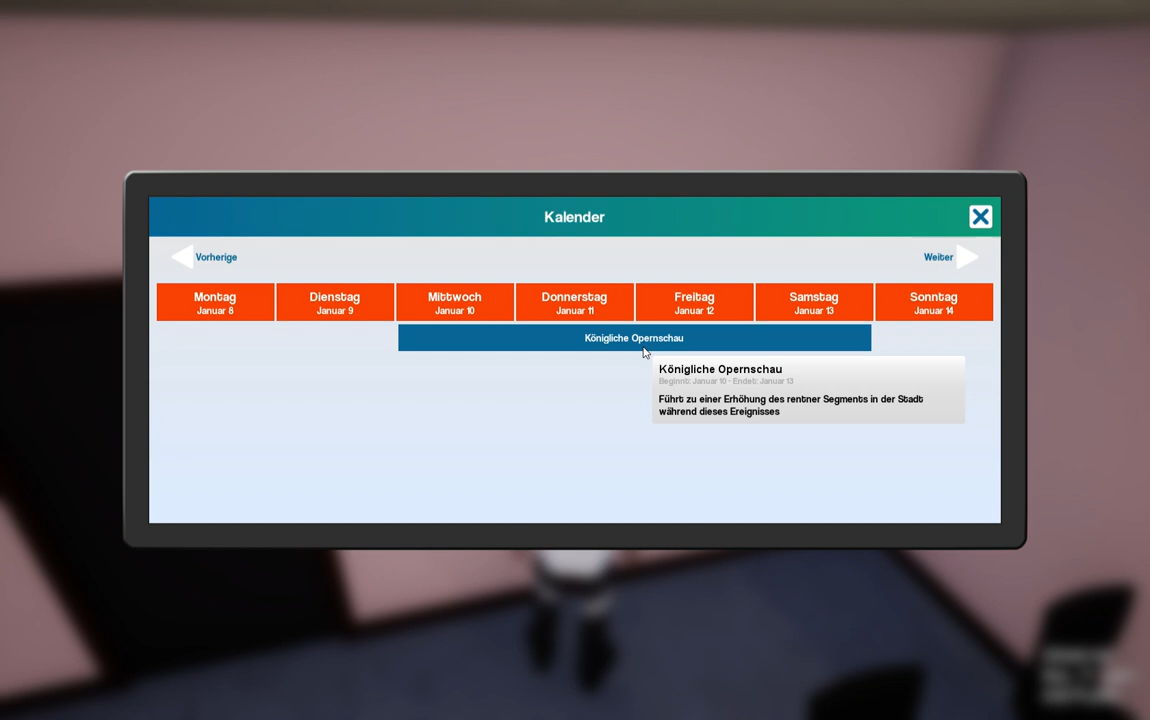 Kalender
Vorherige
Weiter
Montag
Januar 8
Dienstag
Januar 9
Mittwoch
Januar 10
Donnerstag
Januar 11
Freitag
Januar 12
Samstag
Januar 13
Sonntag
Januar 14
Königliche Opernschau
Königliche Opernschau
Beginnt: Januar 10 - Endet: Januar 13
Führt zu einer Erhöhung des rentner Segments in der Stadt
während dieses Ereignisses